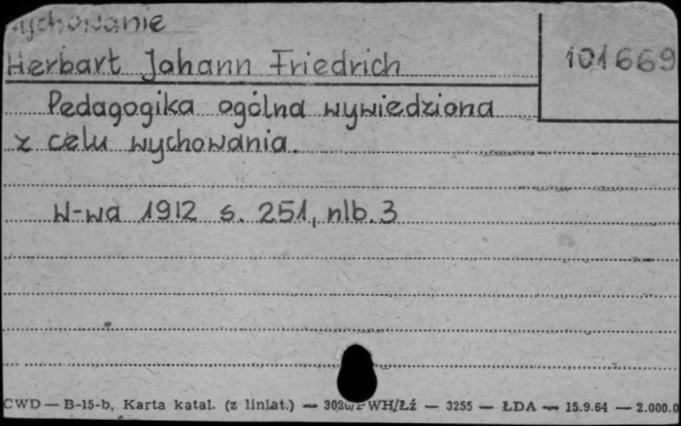 Wychowanie
Herbart Johann Friedrich
101669
Pedagogika ogólna wywiedziona
z celu wychowania.
W-wa 1912 s. 251, nlb. 3
CWD — B-15-b, Karta katal. (z liniat.) — WH/Łź — 3255 — ŁDA — 15.9.64 — 2.000.0